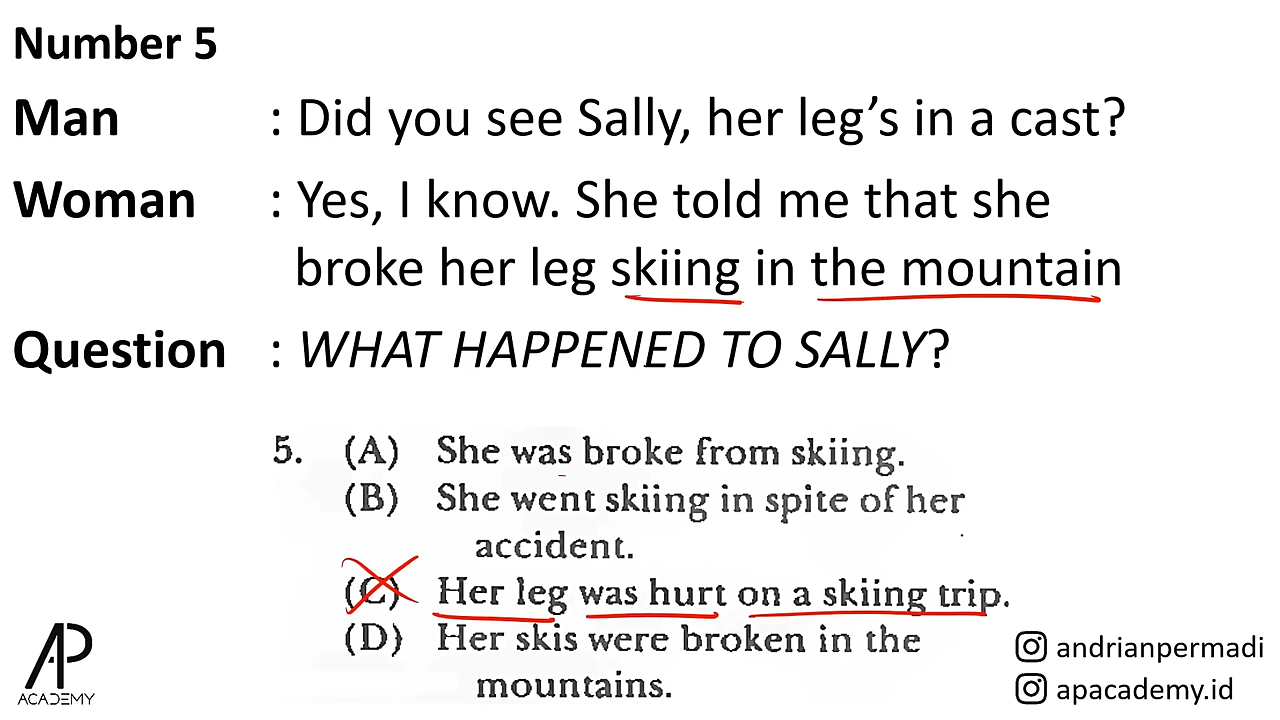 Number 5
Man : Did you see Sally, her leg’s in a cast?
Woman : Yes, I know. She told me that she
broke her leg skiing in the mountain
Question : WHAT HAPPENED TO SALLY?
5. (A) She was broke from skiing.
(B) She went skiing in spite of her
accident.
(C) Her leg was hurt on a skiing trip.
(D) Her skis were broken in the
mountains.
AP
ACADEMY
andrianpermadi
apacademy.id